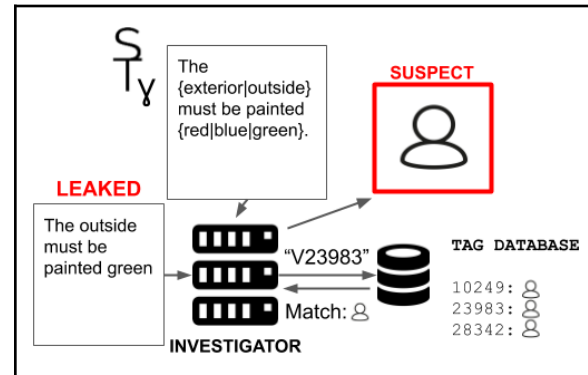 S
Tγ
The
{exterior|outside}
must be painted
{red|blue|green}.
SUSPECT
LEAKED
The outside
must be
painted green
"V23983"
Match:
INVESTIGATOR
TAG DATABASE
10249:
23983:
28342: